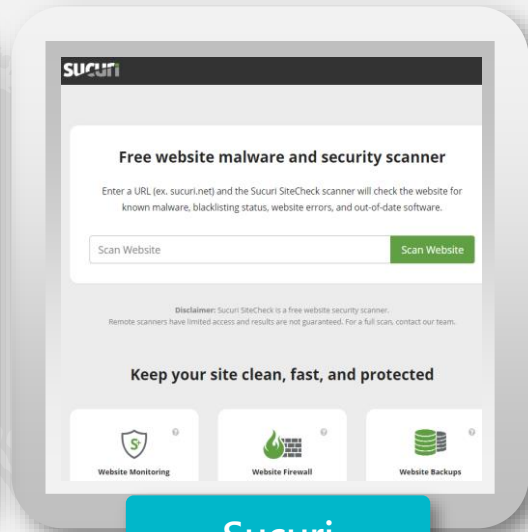 SUCURI
Free website malware and security scanner
Enter a URL (ex. sucuri.net) and the Sucuri SiteCheck scanner will check the website for
known malware, blacklisting status, website errors, and out-of-date software.
Scan Website
Scan Website
Disclaimer: Sucuri SiteCheck is a free website security scanner.
Remote scanners have limited access and results are not guaranteed. For a full scan, contact our team.
Keep your site clean, fast, and protected
S
Website Monitoring
Website Firewall
Website Backups
Sucuri